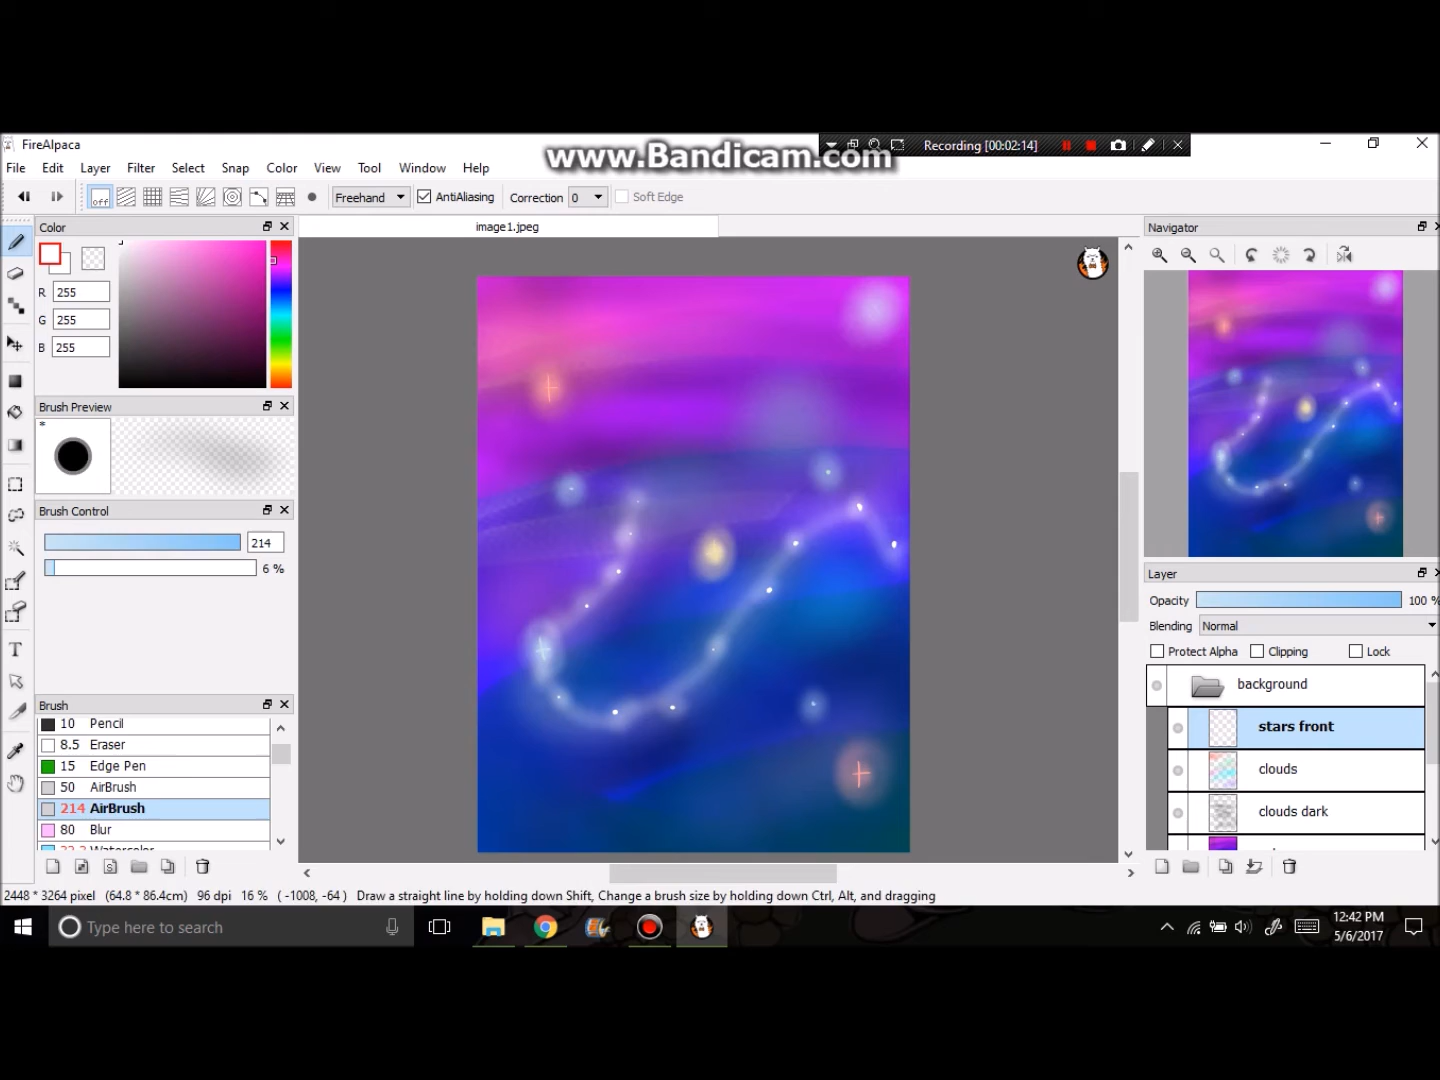 FireAlpaca
www.Bandicam.com
Recording [00:02:14]
File Edit Layer Filter Select Snap Color View Tool Window Help
off Freehand AntiAliasing Correction 0 Soft Edge
Color
image1.jpeg
Navigator
R 255
G 255
B 255
Brush Preview
*
Brush Control
214
6 %
Layer
Opacity 100 %
Blending Normal
Protect Alpha Clipping Lock
background
stars front
clouds
clouds dark
Brush
10 Pencil
8.5 Eraser
15 Edge Pen
50 AirBrush
214 AirBrush
80 Blur
Watercolor
S
T
2448 * 3264 pixel (64.8 * 86.4cm) 96 dpi 16 % ( -1008, -64 ) Draw a straight line by holding down Shift, Change a brush size by holding down Ctrl, Alt, and dragging
Type here to search
12:42 PM
5/6/2017